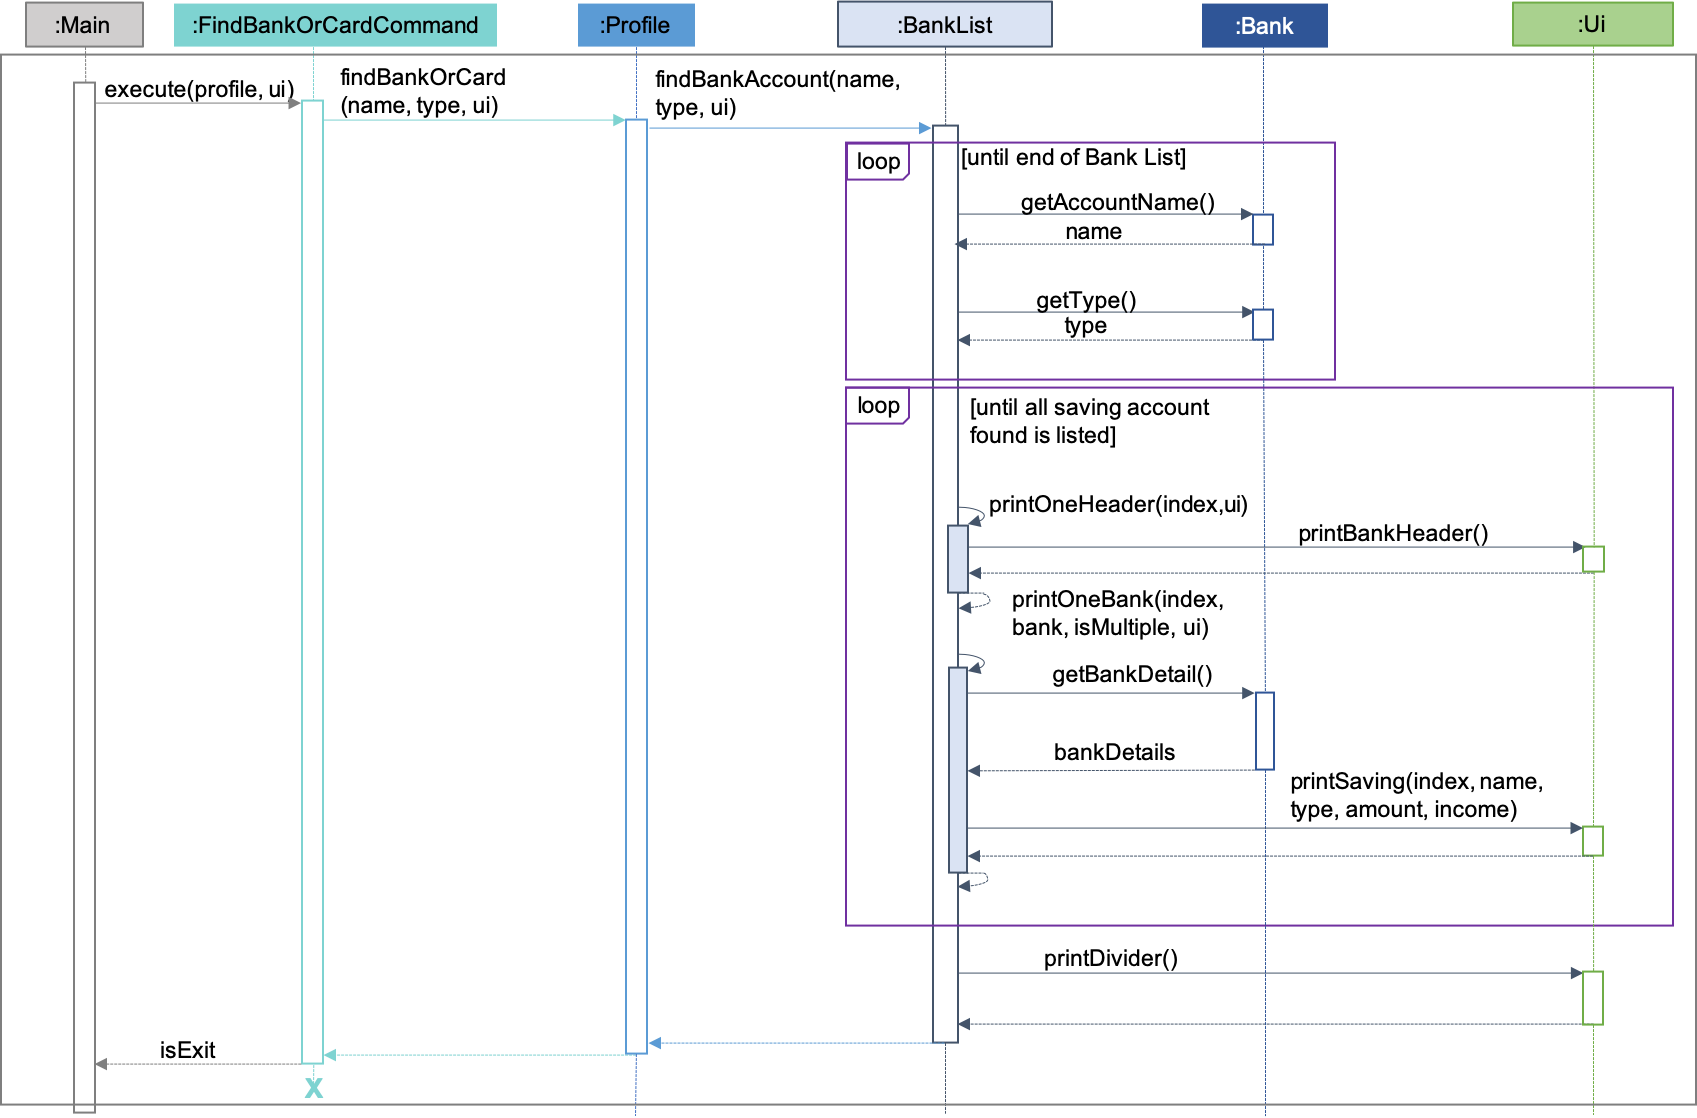 :Main
:FindBankOrCardCommand
:Profile
:BankList
:Bank
:Ui
execute(profile, ui)
findBankOrCard
(name, type, ui)
findBankAccount(name,
type, ui)
loop
[until end of Bank List]
getAccountName()
name
getType()
type
loop
[until all saving account
found is listed]
printOneHeader(index,ui)
printBankHeader()
printOneBank(index,
bank, isMultiple, ui)
getBankDetail()
bankDetails
printSaving(index, name,
type, amount, income)
printDivider()
isExit
X